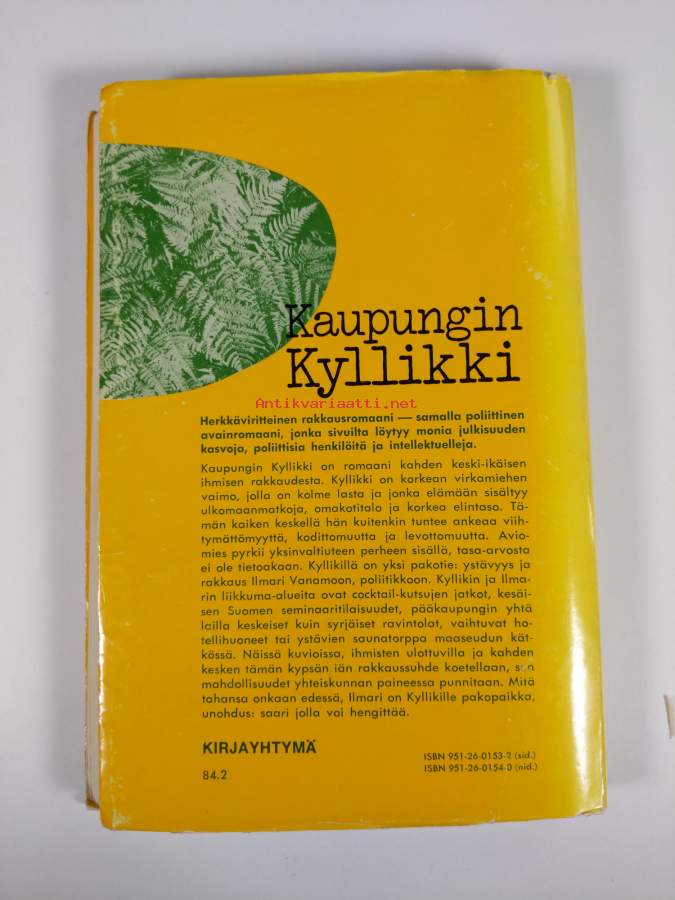 Kaupungin
Kyllikki
Antikvariaatti.net
Herkkäviritteinen rakkausromaani — samalla poliittinen
avainromaani, jonka sivuilta löytyy monia julkisuuden
kasvoja, poliittisia henkilöitä ja intellektuelleja.
Kaupungin Kyllikki on romaani kahden keski-ikäisen
ihmisen rakkaudesta. Kyllikki on korkean virkamiehen
vaimo, jolla on kolme lasta ja jonka elämään sisältyy
ulkomaanmatkoja, omakotitalo ja korkea elintaso. Tä-
män kaiken keskellä hän kuitenkin tuntee ankeaa viih-
tymättömyyttä, kodittomuutta ja levottomuutta. Avio-
mies pyrkii yksinvaltiuteen perheen sisällä, tasa-arvosta
ei ole tietoakaan. Kyllikillä on yksi pakotie: ystävyys ja
rakkaus Ilmari Vanamoon, poliitikkoon. Kyllikin ja Ilma-
rin liikkuma-alueita ovat cocktail-kutsujen jatkot, kesäi-
sen Suomen seminaaritilaisuudet, pääkaupungin yhtä
lailla keskeiset kuin syrjäiset ravintolat, vaihtuvat ho-
tellihuoneet tai ystävien saunatorppa maaseudun kät-
kössä. Näissä kuvioissa, ihmisten ulottuvilla ja kahden
kesken tämän kypsän iän rakkaussuhde koetellaan, sen
mahdollisuudet yhteiskunnan paineessa punnitaan. Mitä
tahansa onkaan edessä, Ilmari on Kyllikille pakopaikka,
unohdus: saari jolla voi hengittää.
KIRJAYHTYMÄ
84.2
ISBN 951-26-0153-2 (sid.)
ISBN 951-26-0154-0 (nid.)